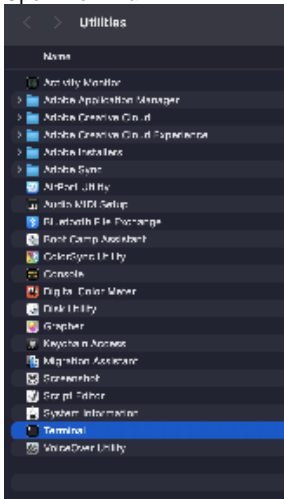 Utilities
Name
Activity Monitor
Adobe Application Manager
Adobe Creative Cloud
Adobe Creative Cloud Experience
Adobe Installers
Adobe Sync
AirPort Utility
Audio MIDI Setup
Bluetooth File Exchange
Boot Camp Assistant
ColorSync Utility
Console
Digital Color Meter
Disk Utility
Grapher
Keychain Access
Migration Assistant
Screenshot
Script Editor
System Information
Terminal
VoiceOver Utility